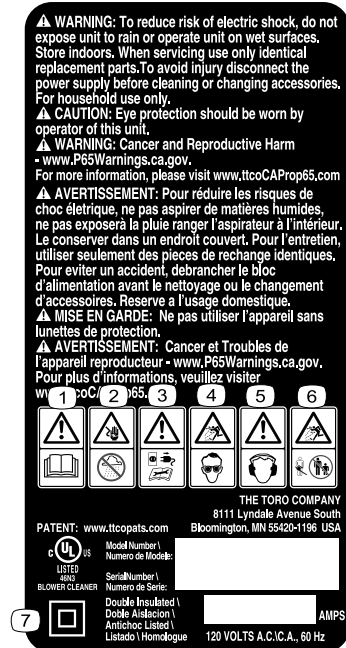 ⚠ WARNING: To reduce risk of electric shock, do not
expose unit to rain or operate unit on wet surfaces.
Store indoors. When servicing use only identical
replacement parts.To avoid injury disconnect the
power supply before cleaning or changing accessories.
For household use only.
⚠ CAUTION: Eye protection should be worn by
operator of this unit.
⚠ WARNING: Cancer and Reproductive Harm
- www.P65Warnings.ca.gov.
For more information, please visit www.ttcoCAProp65.com
⚠ AVERTISSEMENT: Pour réduire les risques de
choc életrique, ne pas aspirer de matières humides,
ne pas exposerà la pluie ranger l'aspirateur à l'intérieur.
Le conserver dans un endroit couvert. Pour l'entretien,
utiliser seulement des pieces de rechange identiques.
Pour eviter un accident, debrancher le bloc
d'alimentation avant le nettoyage ou le changement
d'accessoires. Reserve a l'usage domestique.
⚠ MISE EN GARDE: Ne pas utiliser l'appareil sans
lunettes de protection.
⚠ AVERTISSEMENT: Cancer et Troubles de
l'appareil reproducteur - www.P65Warnings.ca.gov.
Pour plus d'informations, veuillez visiter
1 2 3 4 5 6
THE TORO COMPANY
8111 Lyndale Avenue South
PATENT: www.ttcopats.com Bloomington, MN 55420-1196 USA
c UL US
LISTED
46N3
BLOWER CLEANER
Model Number \
Numero de Modele:
SerialNumber \
Numero de Serie:
7
Double Insulated \
Doble Aislacion \
Antichoc Listed \
Listado \ Homologue
AMPS
120 VOLTS A.C.\C.A., 60 Hz